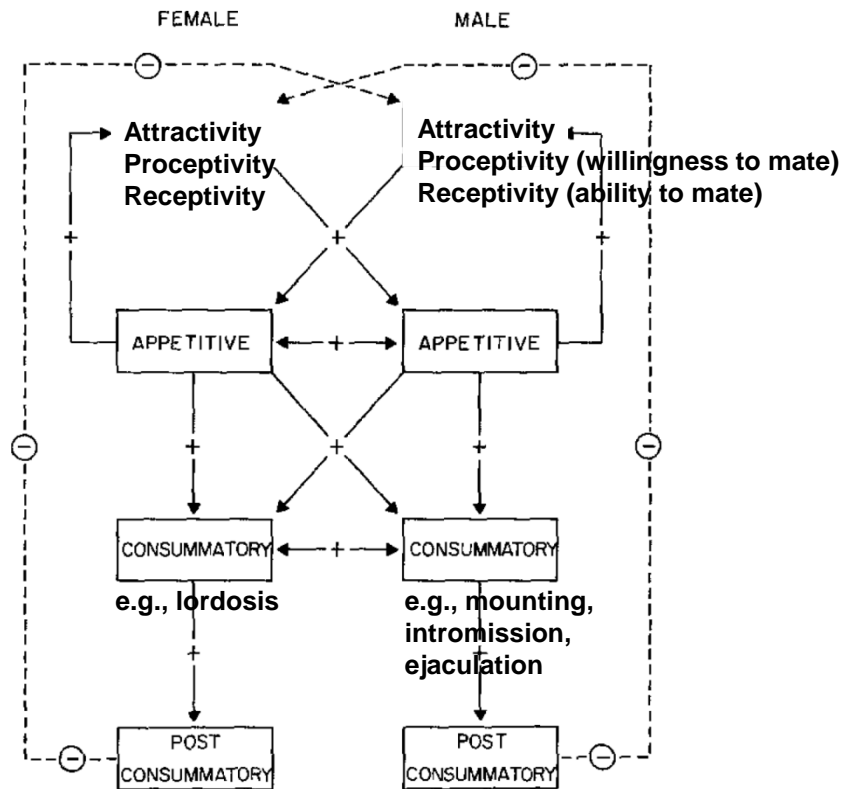 FEMALE MALE
Attractivity
Proceptivity
Receptivity
Attractivity
Proceptivity (willingness to mate)
Receptivity (ability to mate)
APPETITIVE
APPETITIVE
CONSUMMATORY
CONSUMMATORY
e.g., lordosis
e.g., mounting,
intromission,
ejaculation
POST
CONSUMMATORY
POST
CONSUMMATORY